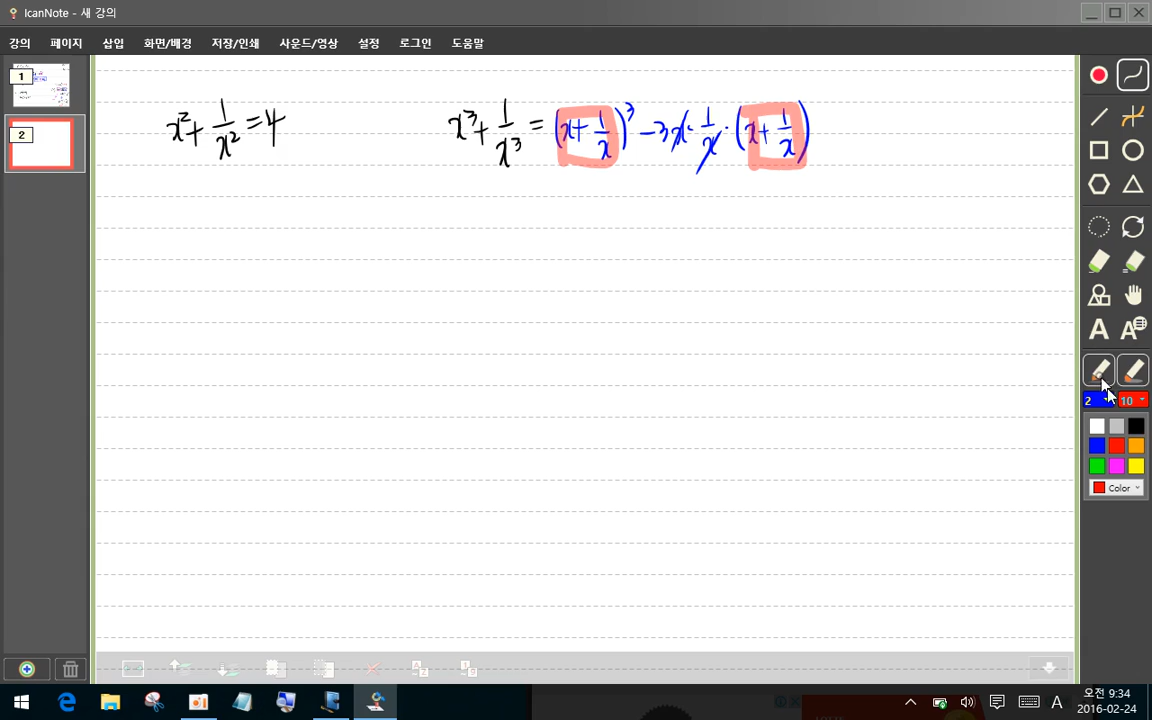 IcanNote - 새 강의
강의 페이지 삽입 화면/배경 저장/인쇄 사운드/영상 설정 로그인 도움말
1
2
x² + 1/x² = 4
x³ + 1/x³ = (x + 1/x)³ − 3x · 1/x · (x + 1/x)
A A
2 10
Color
A
오전 9:34
2016-02-24